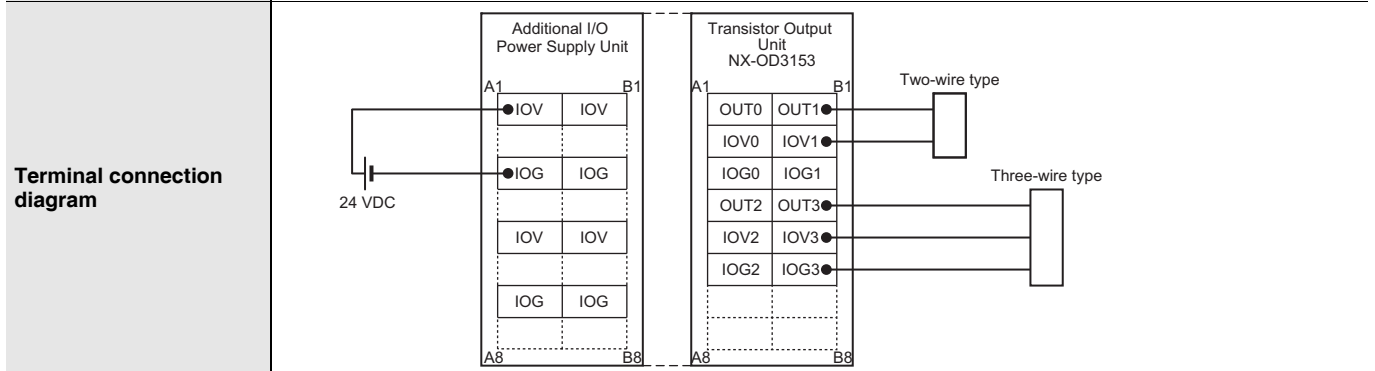 Terminal connection
diagram
Additional I/O
Power Supply Unit
A1
B1
IOV IOV
IOG IOG
IOV IOV
IOG IOG
A8
B8
24 VDC
Transistor Output
Unit
NX-OD3153
A1
B1
OUT0 OUT1
IOV0 IOV1
IOG0 IOG1
OUT2 OUT3
IOV2 IOV3
IOG2 IOG3
A8
B8
Two-wire type
Three-wire type